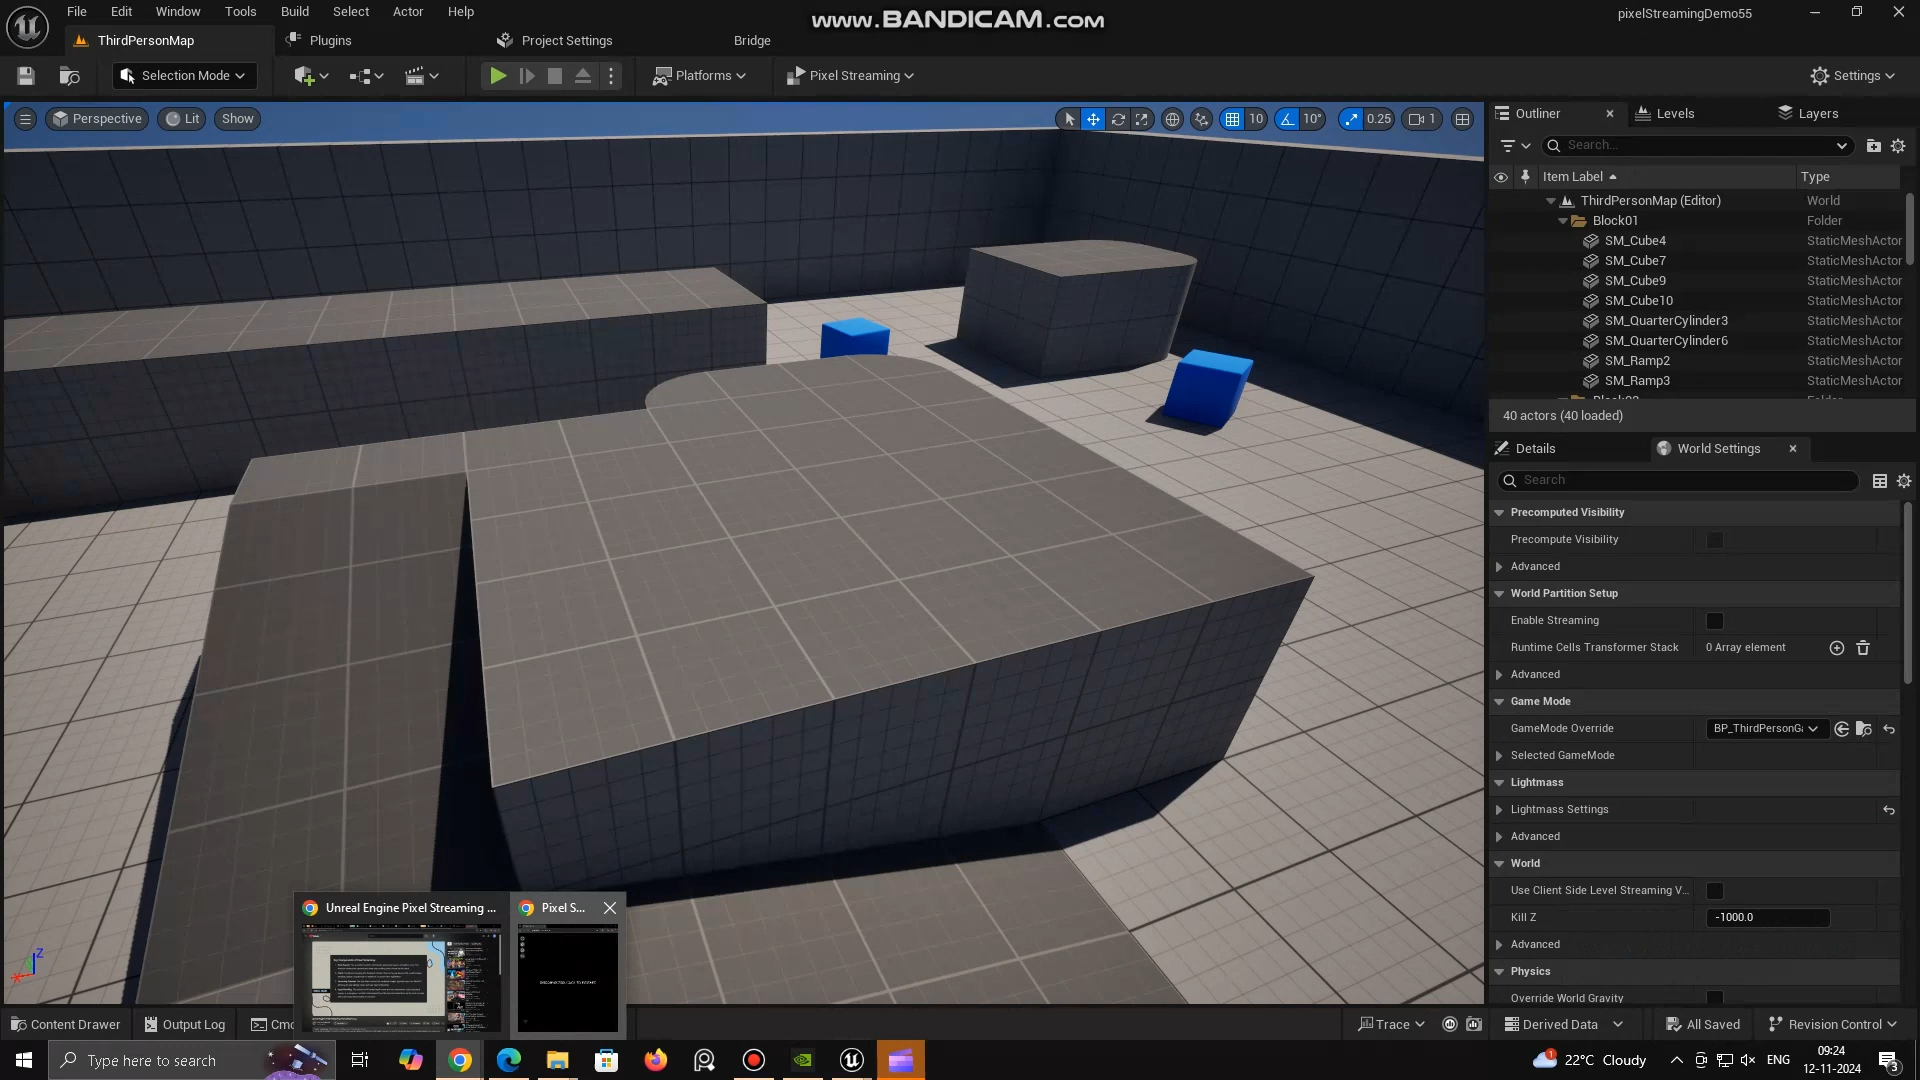 File Edit Window Tools Build Select Actor Help
www.BANDICAM.com
pixelStreamingDemo55
ThirdPersonMap
Plugins
Project Settings
Bridge
Selection Mode
Platforms
Pixel Streaming
Settings
Perspective
Lit
Show
10
10°
0.25
1
Outliner
Levels
Layers
Search...
Item Label
Type
ThirdPersonMap (Editor) World
Block01 Folder
SM_Cube4 StaticMeshActor
SM_Cube7 StaticMeshActor
SM_Cube9 StaticMeshActor
SM_Cube10 StaticMeshActor
SM_QuarterCylinder3 StaticMeshActor
SM_QuarterCylinder6 StaticMeshActor
SM_Ramp2 StaticMeshActor
SM_Ramp3 StaticMeshActor
40 actors (40 loaded)
Details
World Settings
Search
Precomputed Visibility
Precompute Visibility
Advanced
World Partition Setup
Enable Streaming
Runtime Cells Transformer Stack 0 Array element
Advanced
Game Mode
GameMode Override BP_ThirdPersonGa
Selected GameMode
Lightmass
Lightmass Settings
Advanced
World
Use Client Side Level Streaming V...
Kill Z -1000.0
Advanced
Physics
Override World Gravity
Unreal Engine Pixel Streaming ...
Pixel S...
Z
Content Drawer
Output Log
Cmd
Trace
Derived Data
All Saved
Revision Control
Type here to search
1
22°C Cloudy
ENG
09:24
12-11-2024
3